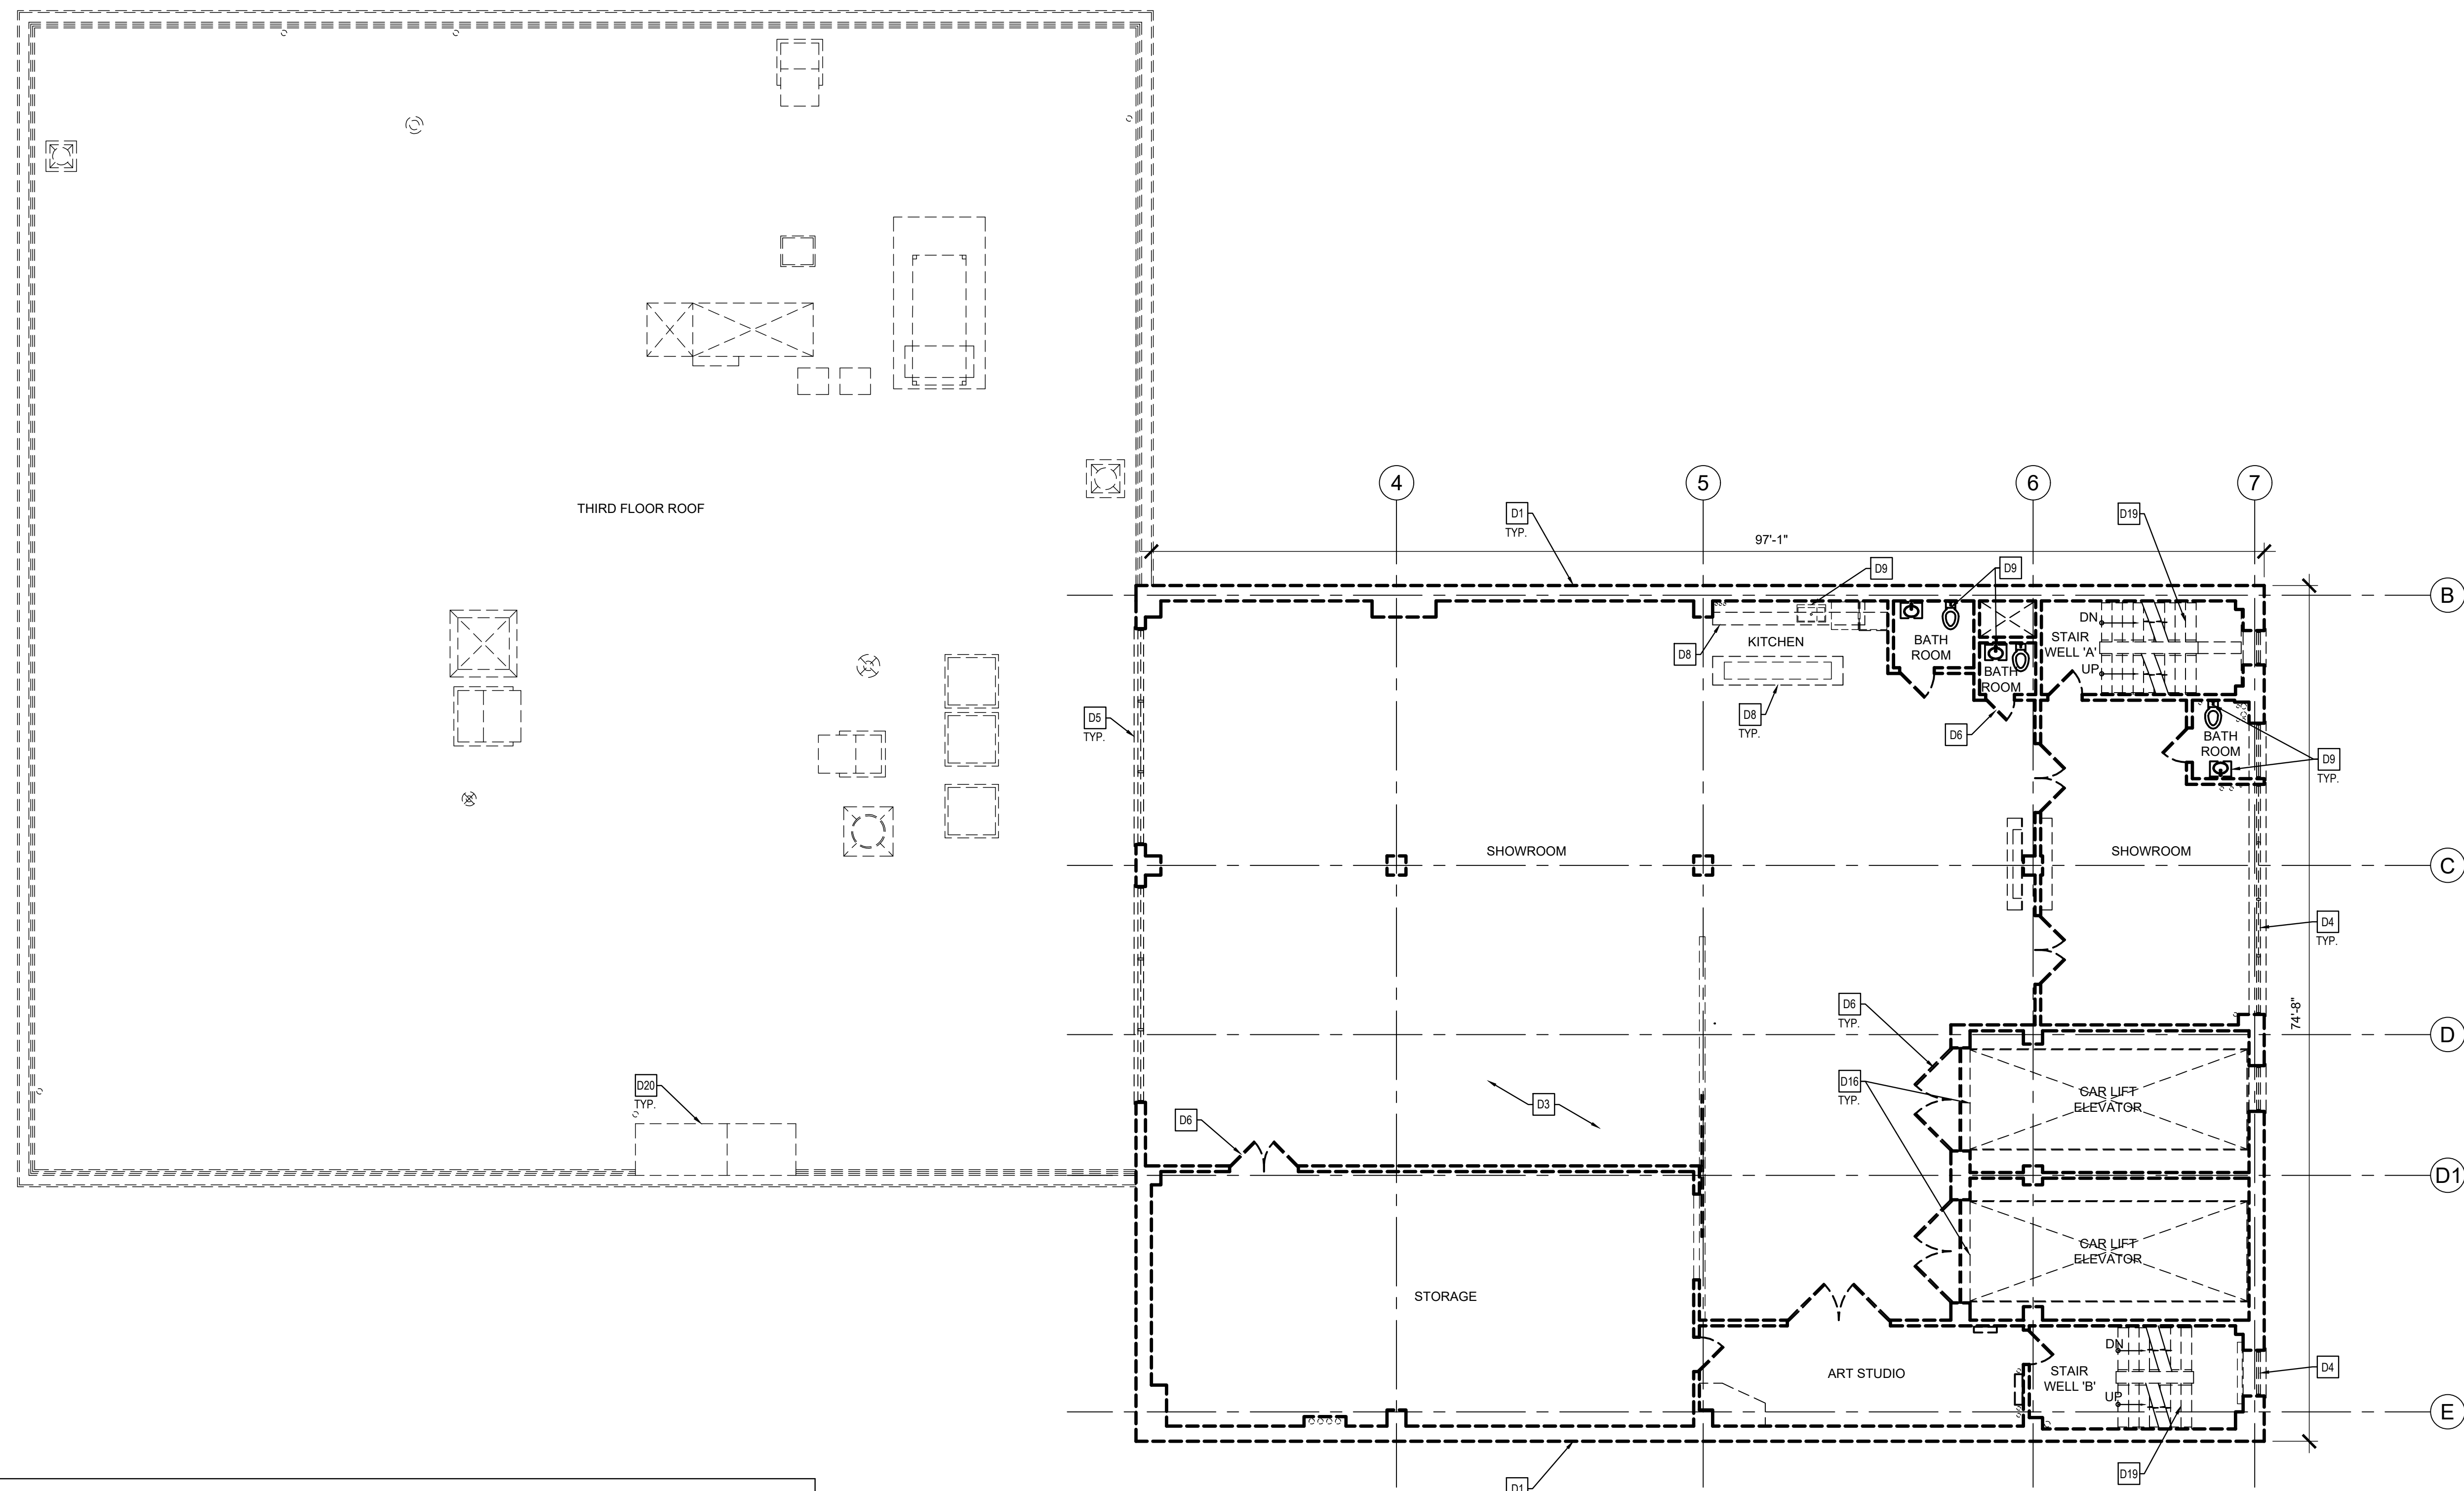 4
5
6
7
D1
TYP.
D19
97'-1"
THIRD FLOOR ROOF
D9
D9
B
DN
STAIR
WELL 'A'
UP
KITCHEN
BATH
ROOM
D8
BATH
ROOM
D5
TYP.
D8
TYP.
D6
BATH
ROOM
D9
TYP.
SHOWROOM
SHOWROOM
C
D4
TYP.
D6
TYP.
74'-8"
D
D20
TYP.
D16
TYP.
CAR LIFT
ELEVATOR
D6
D3
D1
CAR LIFT
ELEVATOR
STORAGE
DN
ART STUDIO
STAIR
WELL 'B'
UP
D4
E
D19
D1